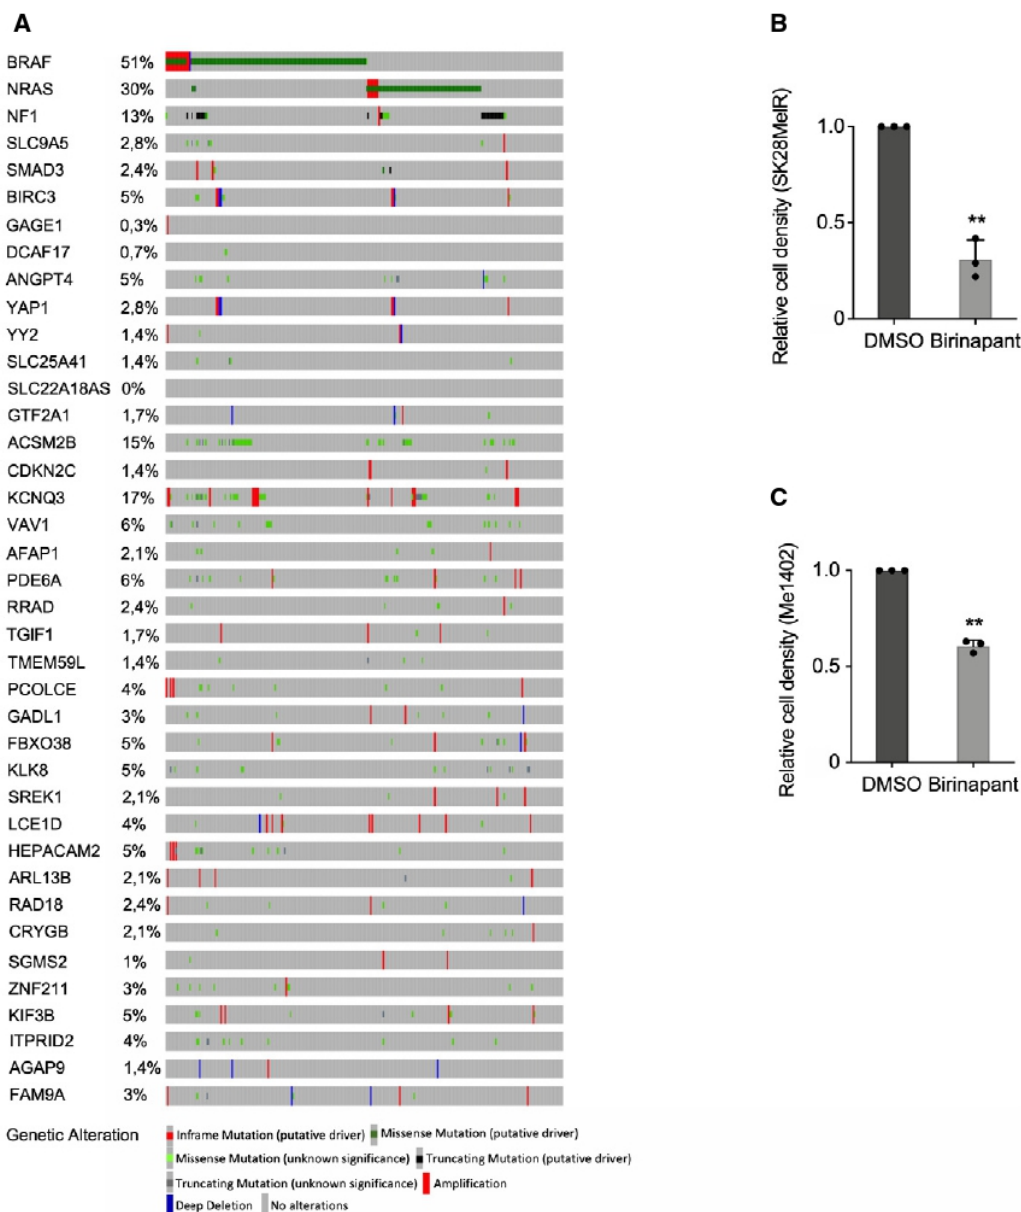 A
BRAF 51%
NRAS 30%
NF1 13%
SLC9A5 2,8%
SMAD3 2,4%
BIRC3 5%
GAGE1 0,3%
DCAF17 0,7%
ANGPT4 5%
YAP1 2,8%
YY2 1,4%
SLC25A41 1,4%
SLC22A18AS 0%
GTF2A1 1,7%
ACSM2B 15%
CDKN2C 1,4%
KCNQ3 17%
VAV1 6%
AFAP1 2,1%
PDE6A 6%
RRAD 2,4%
TGIF1 1,7%
TMEM59L 1,4%
PCOLCE 4%
GADL1 3%
FBXO38 5%
KLK8 5%
SREK1 2,1%
LCE1D 4%
HEPACAM2 5%
ARL13B 2,1%
RAD18 2,4%
CRYGB 2,1%
SGMS2 1%
ZNF211 3%
KIF3B 5%
ITPRID2 4%
AGAP9 1,4%
FAM9A 3%
Genetic Alteration
Inframe Mutation (putative driver) Missense Mutation (putative driver)
Missense Mutation (unknown significance) Truncating Mutation (putative driver)
Truncating Mutation (unknown significance) Amplification
Deep Deletion No alterations
B
Relative cell density (SK28MelR)
1.0
0.5
0
**
DMSO Birinapant
C
Relative cell density (Me1402)
1.0
0.5
0
**
DMSO Birinapant